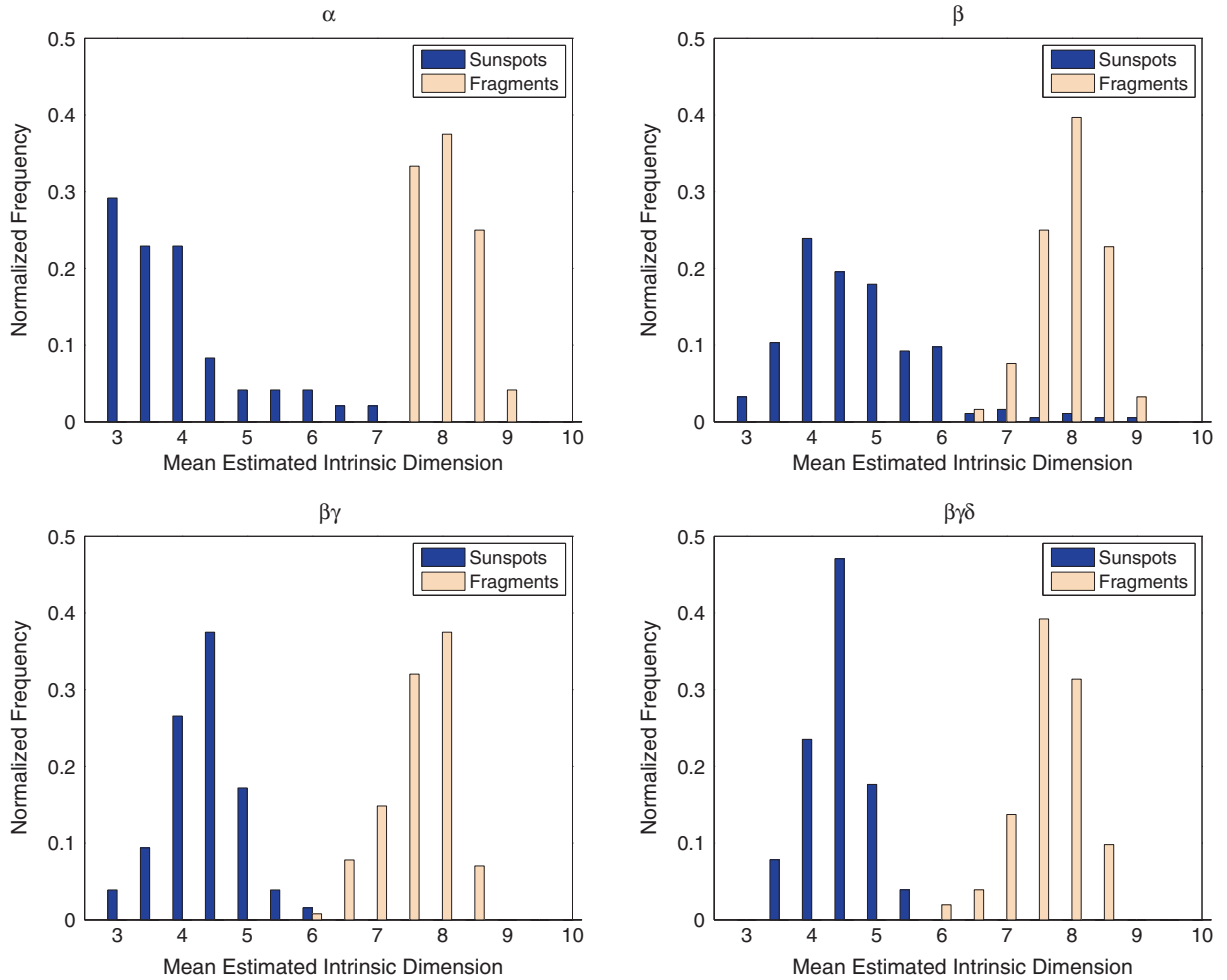 α
0.5
0.4
0.3
0.2
0.1
0
Normalized Frequency
Sunspots
Fragments
3 4 5 6 7 8 9 10
Mean Estimated Intrinsic Dimension
β
0.5
0.4
0.3
0.2
0.1
0
Normalized Frequency
Sunspots
Fragments
3 4 5 6 7 8 9 10
Mean Estimated Intrinsic Dimension
βγ
0.5
0.4
0.3
0.2
0.1
0
Normalized Frequency
Sunspots
Fragments
3 4 5 6 7 8 9 10
Mean Estimated Intrinsic Dimension
βγδ
0.5
0.4
0.3
0.2
0.1
0
Normalized Frequency
Sunspots
Fragments
3 4 5 6 7 8 9 10
Mean Estimated Intrinsic Dimension